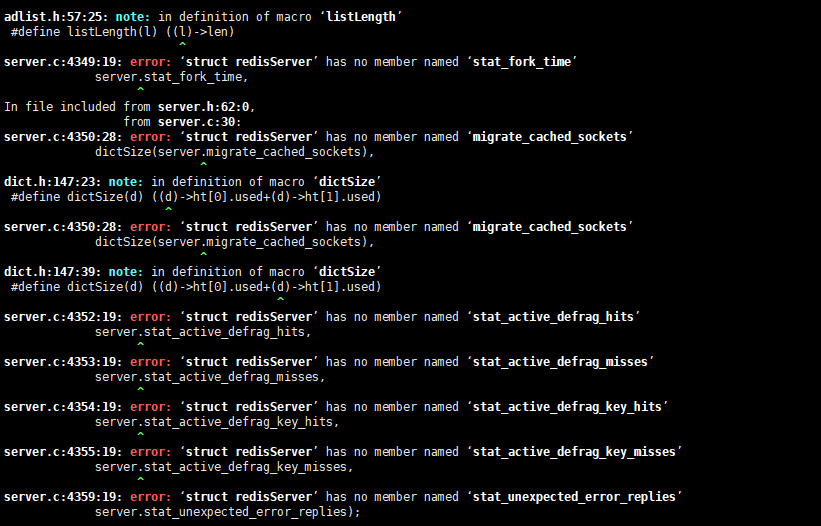 adlist.h:57:25: note: in definition of macro ‘listLength’
#define listLength(l) ((l)->len)
^
server.c:4349:19: error: ‘struct redisServer’ has no member named ‘stat_fork_time’
server.stat_fork_time,
^
In file included from server.h:62:0,
from server.c:30:
server.c:4350:28: error: ‘struct redisServer’ has no member named ‘migrate_cached_sockets’
dictSize(server.migrate_cached_sockets),
^
dict.h:147:23: note: in definition of macro ‘dictSize’
#define dictSize(d) ((d)->ht[0].used+(d)->ht[1].used)
^
server.c:4350:28: error: ‘struct redisServer’ has no member named ‘migrate_cached_sockets’
dictSize(server.migrate_cached_sockets),
^
dict.h:147:39: note: in definition of macro ‘dictSize’
#define dictSize(d) ((d)->ht[0].used+(d)->ht[1].used)
^
server.c:4352:19: error: ‘struct redisServer’ has no member named ‘stat_active_defrag_hits’
server.stat_active_defrag_hits,
^
server.c:4353:19: error: ‘struct redisServer’ has no member named ‘stat_active_defrag_misses’
server.stat_active_defrag_misses,
^
server.c:4354:19: error: ‘struct redisServer’ has no member named ‘stat_active_defrag_key_hits’
server.stat_active_defrag_key_hits,
^
server.c:4355:19: error: ‘struct redisServer’ has no member named ‘stat_active_defrag_key_misses’
server.stat_active_defrag_key_misses,
^
server.c:4359:19: error: ‘struct redisServer’ has no member named ‘stat_unexpected_error_replies’
server.stat_unexpected_error_replies);